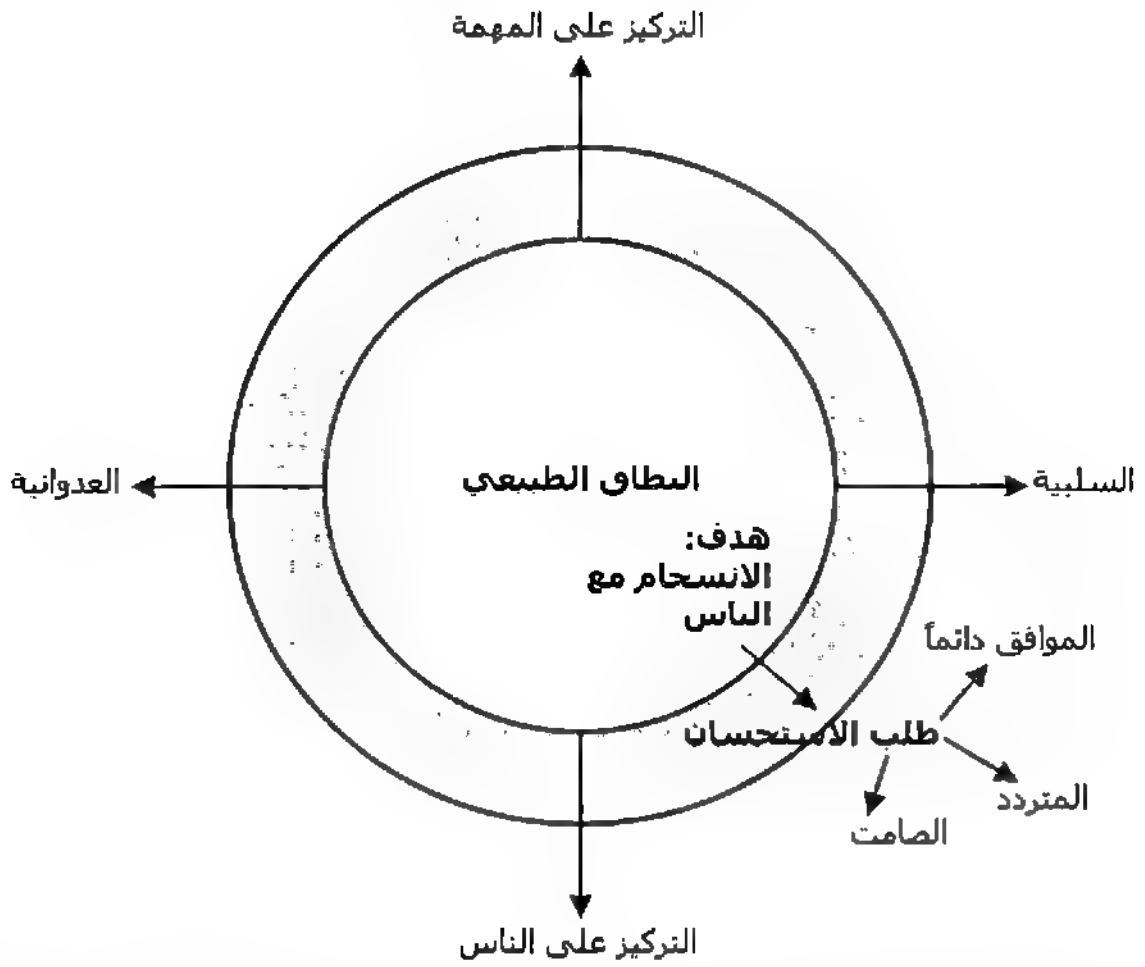 التركيز على المهمة
العدوانية
النطاق الطبيعي
السلبية
هدف:
الانسجام مع
الناس
الموافق دائماً
طلب الاستحسان
المتردد
الصامت
التركيز على الناس